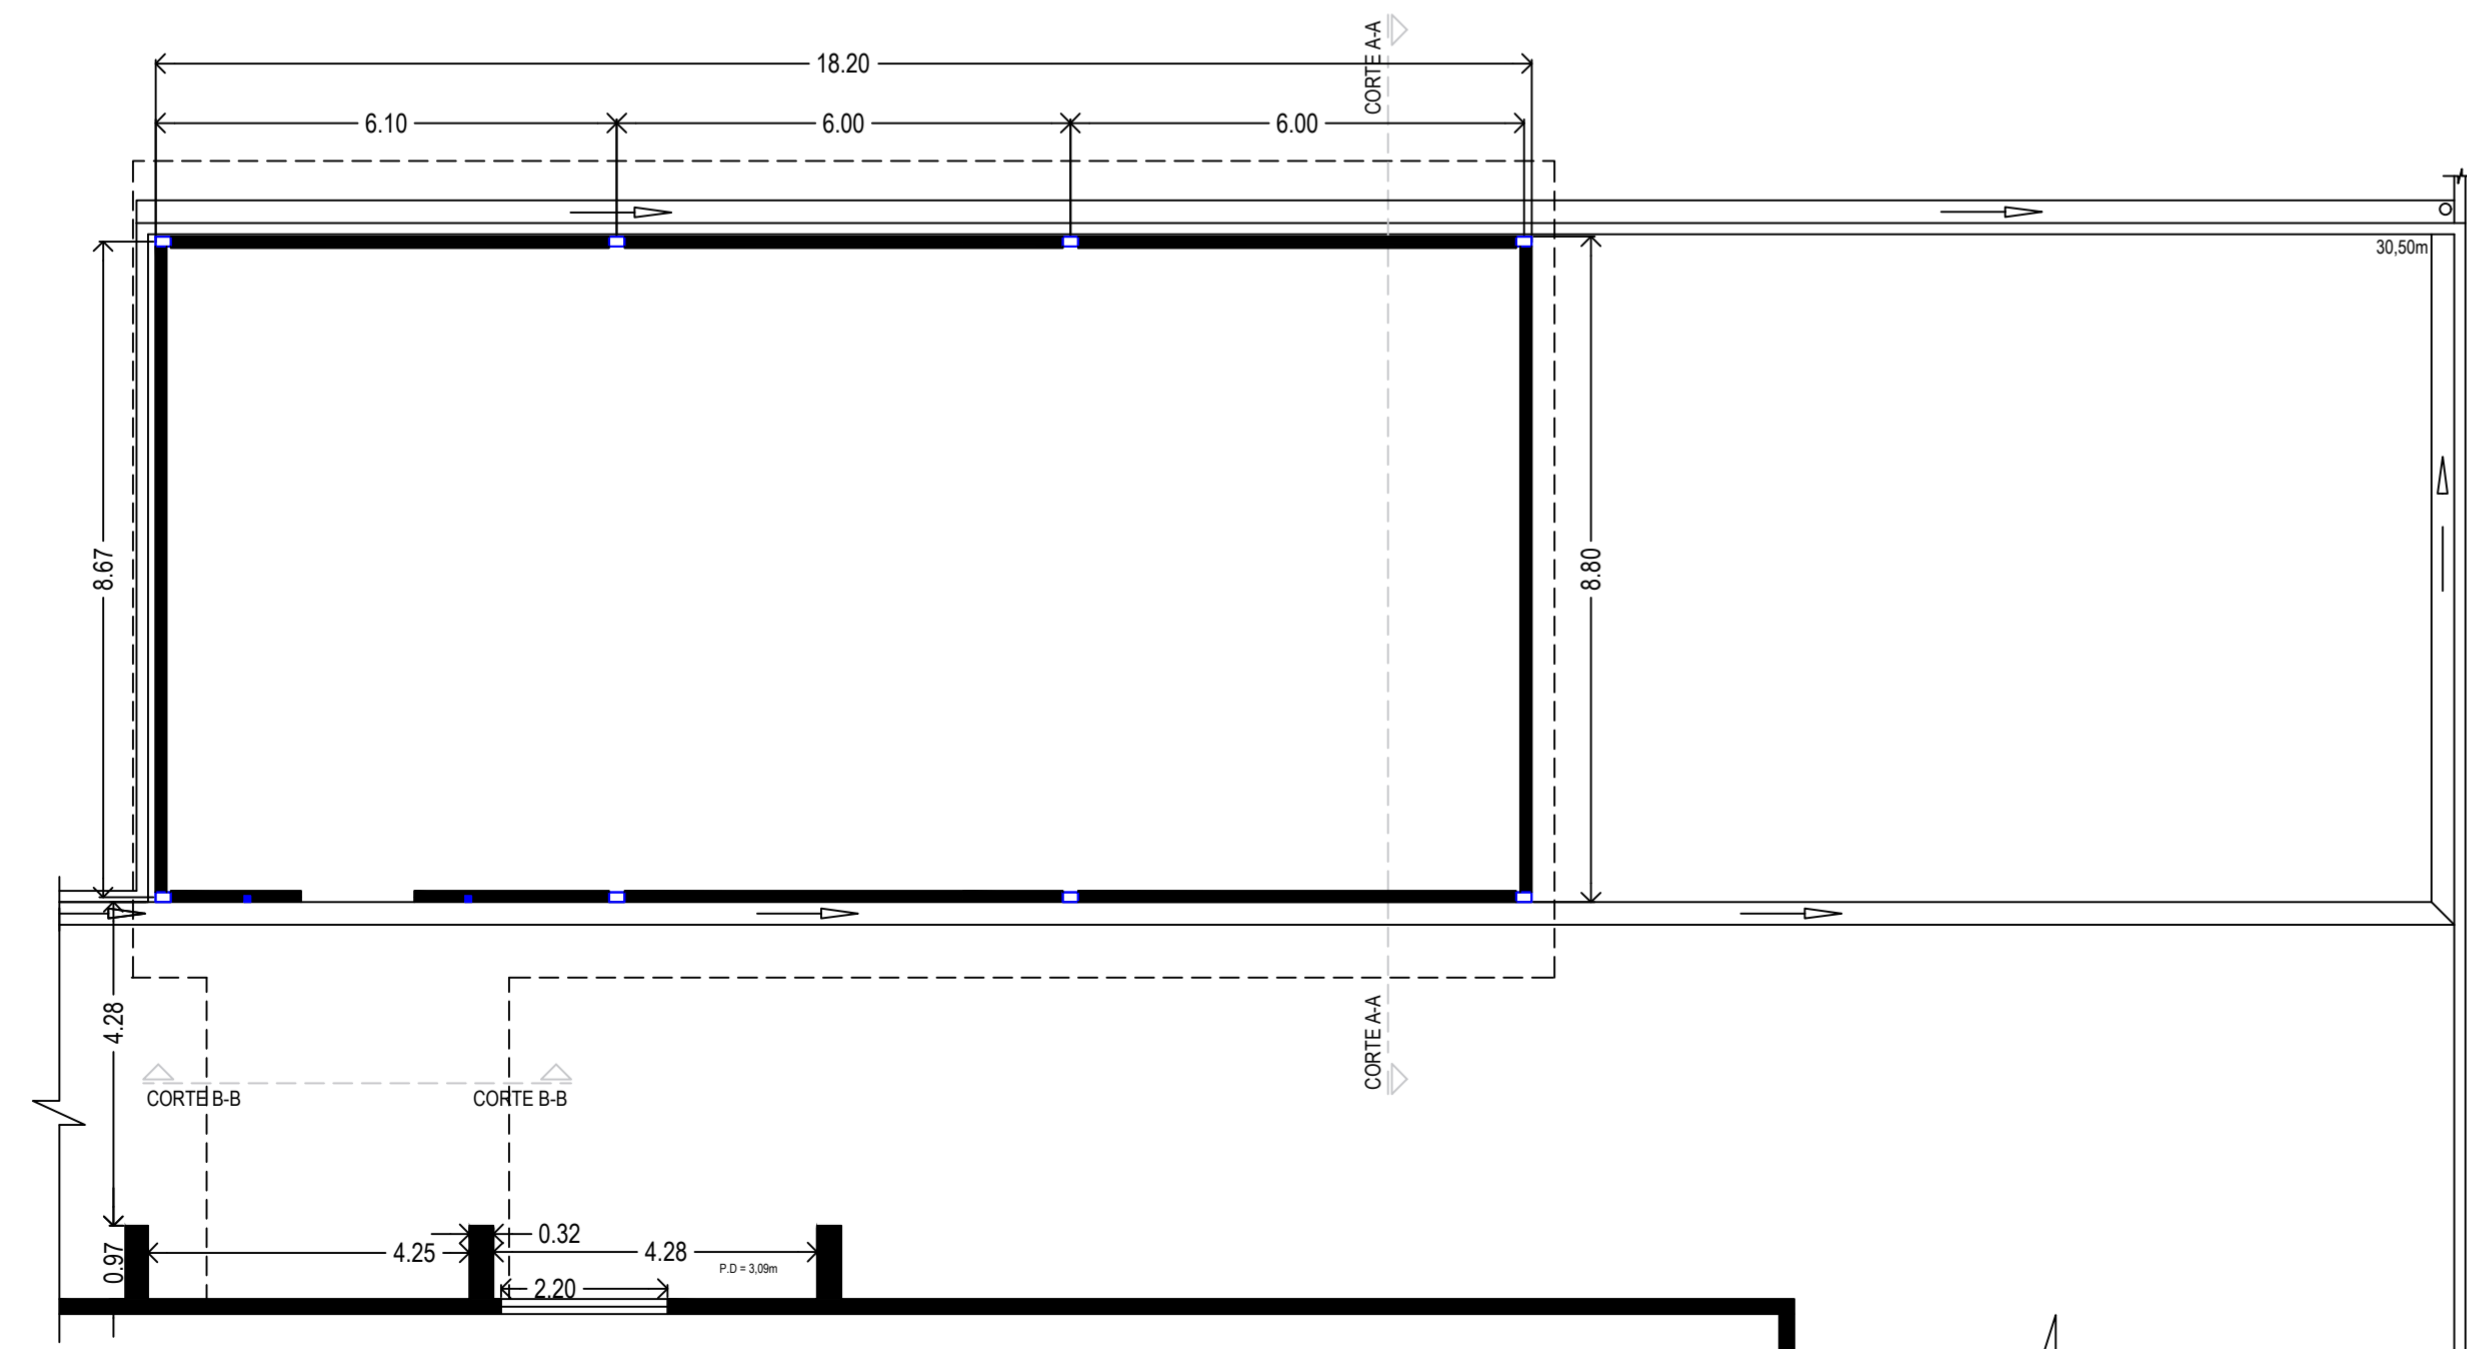 CORTE A-A
18.20
6.10
6.00
6.00
30,50m
8.67
8.80
4.28
CORTE A-A
CORTE B-B
CORTE B-B
0.97
4.25
0.32
4.28
P.D = 3,09m
2.20